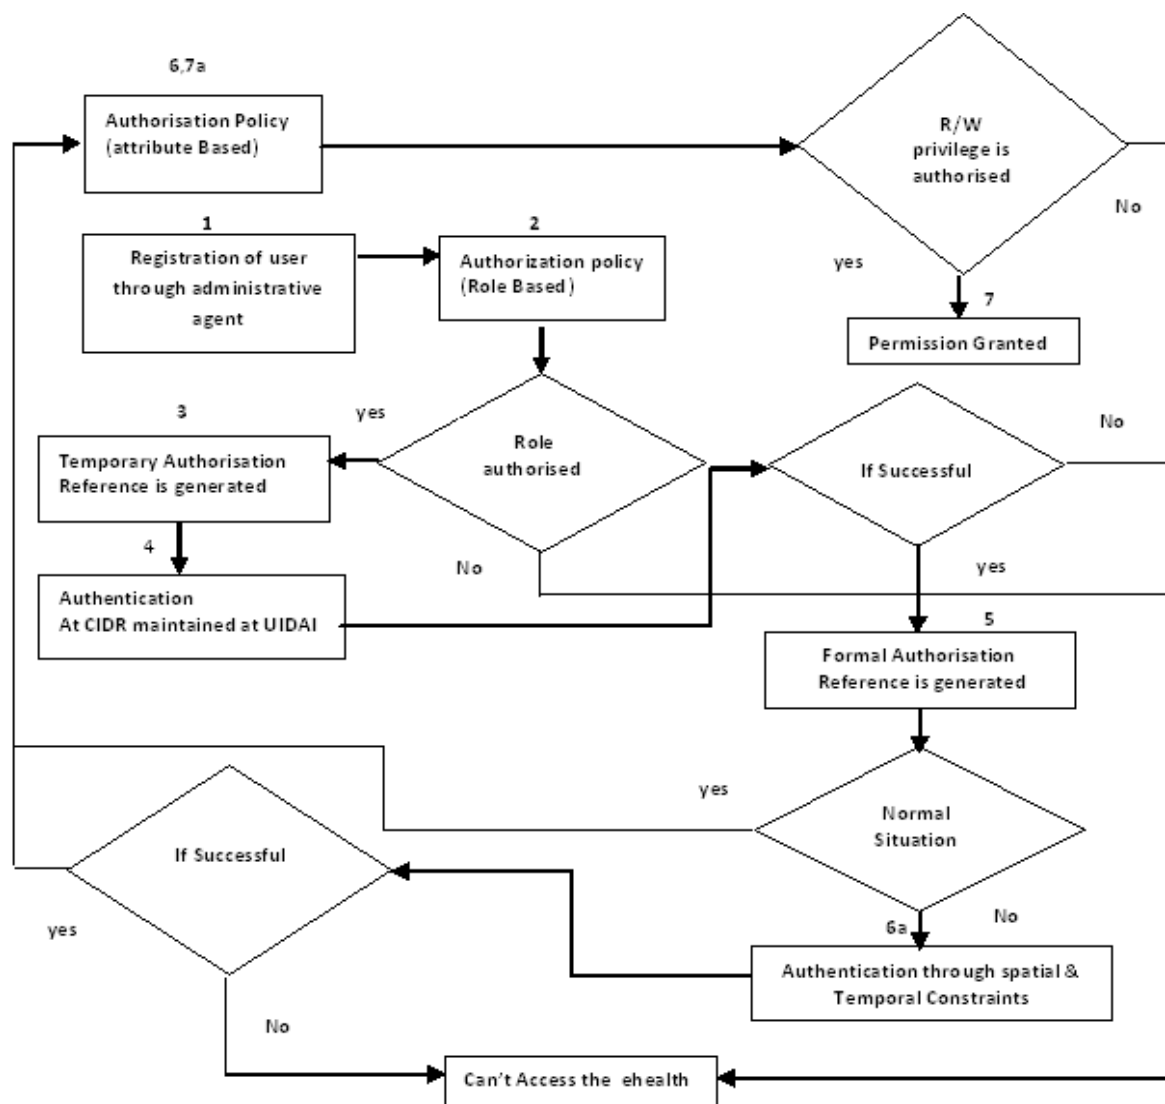 6,7a
Authorisation Policy
(attribute Based)
R/W
privilege is
authorised
No
yes
1
Registration of user
through administrative
agent
2
Authorization policy
(Role Based)
7
Permission Granted
3
yes
Temporary Authorisation
Reference is generated
Role
authorised
No
If Successful
No
yes
4
Authentication
At CIDR maintained at UIDAI
5
Formal Authorisation
Reference is generated
yes
Normal
Situation
No
6a
Authentication through spatial &
Temporal Constraints
If Successful
yes
No
Can't Access the ehealth